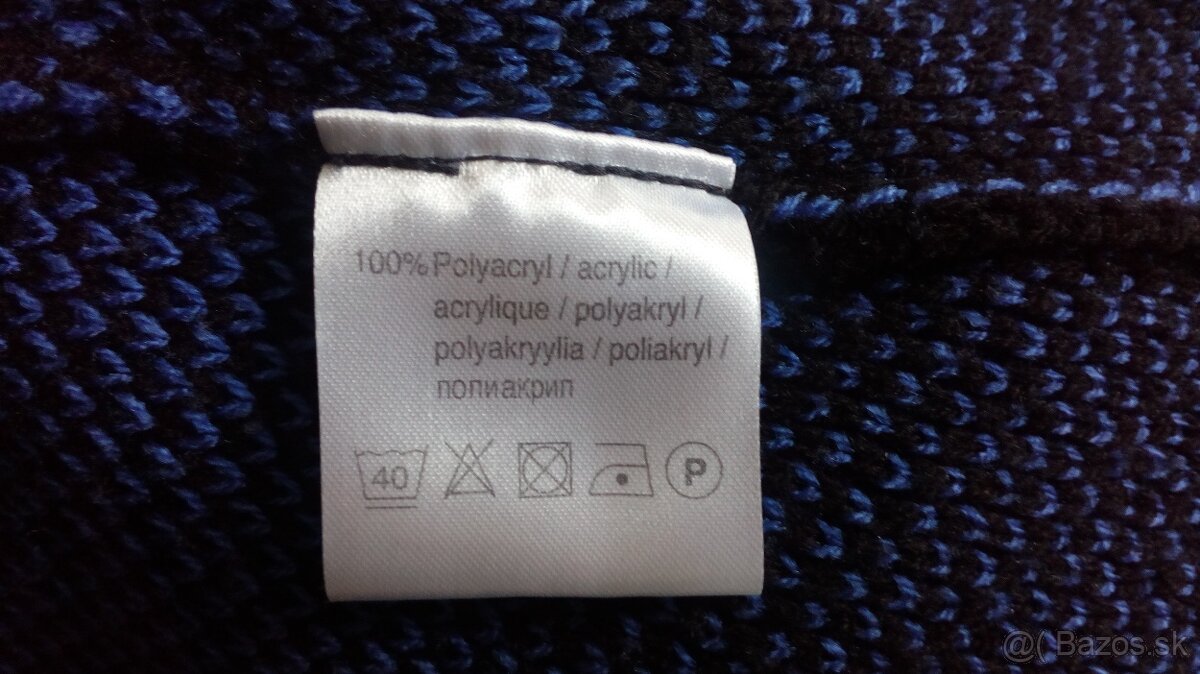 100% Polyacryl / acrylic /
acrylique / polyakryl /
polyakryylia / poliakryl /
полиакрил
40
P
@( Bazos.sk